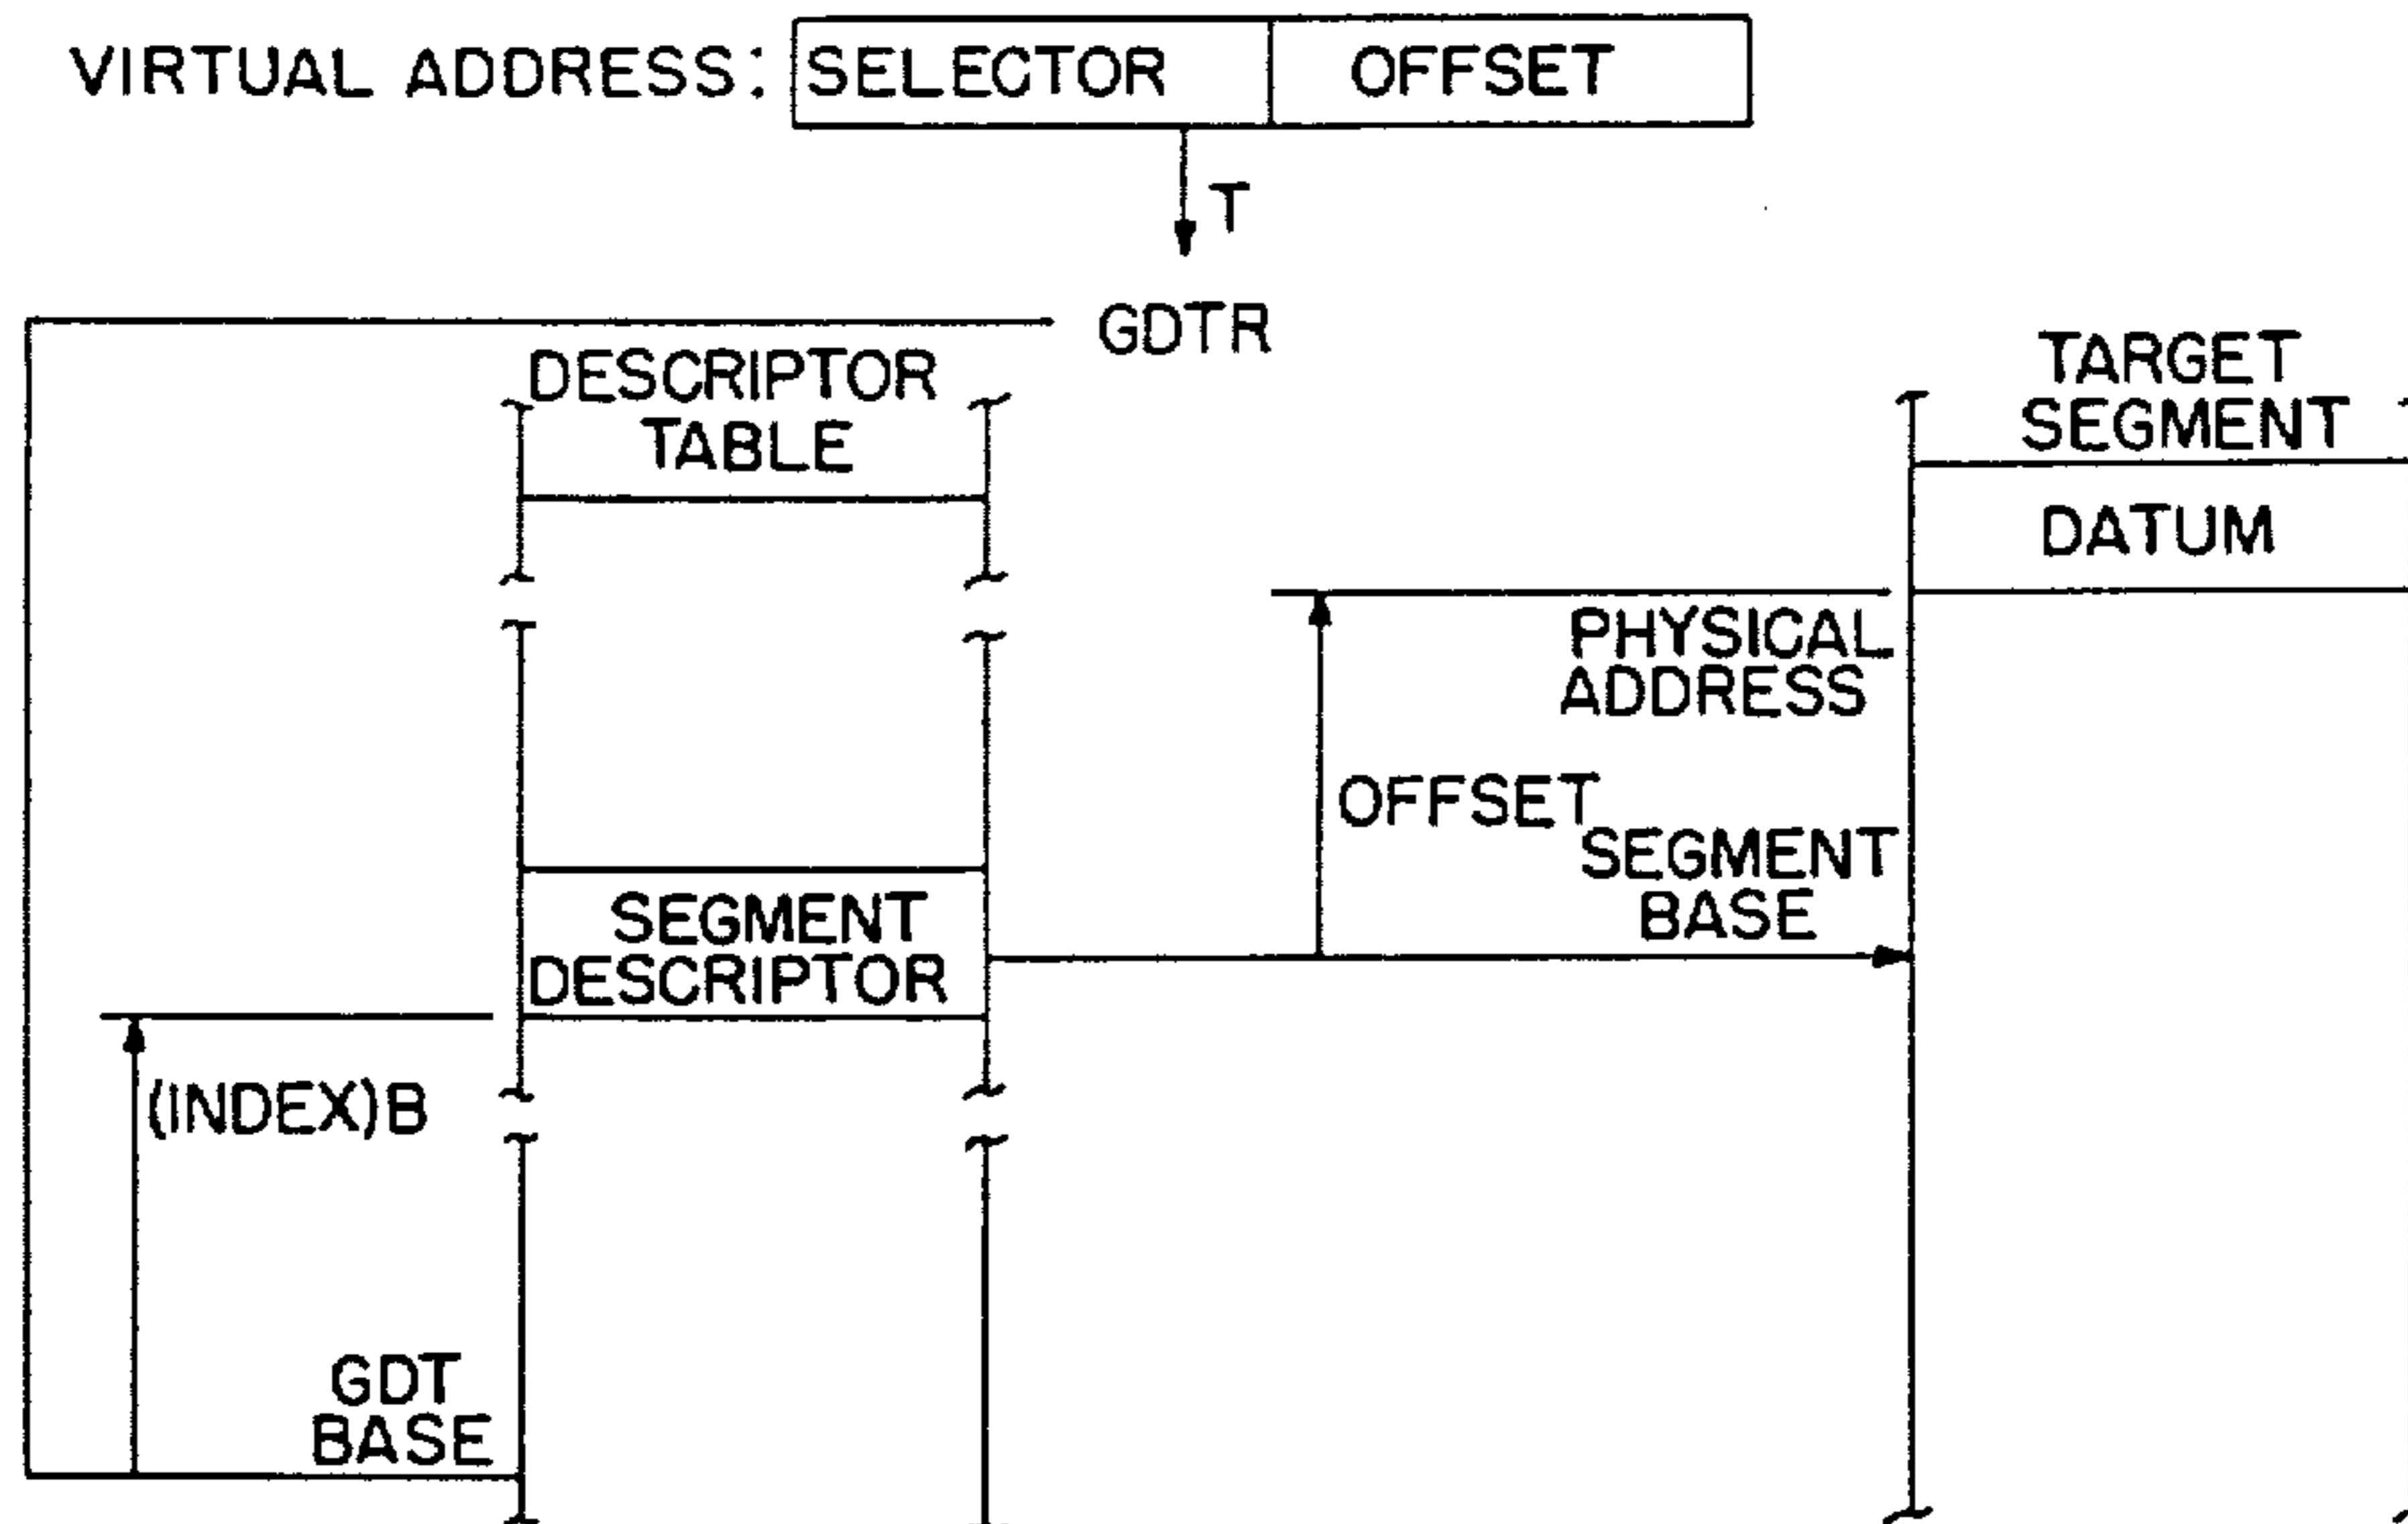 VIRTUAL ADDRESS: SELECTOR OFFSET
T
GDTR
DESCRIPTOR
TABLE
TARGET
SEGMENT
DATUM
PHYSICAL
ADDRESS
OFFSET
SEGMENT
BASE
SEGMENT
DESCRIPTOR
(INDEX)B
GDT
BASE